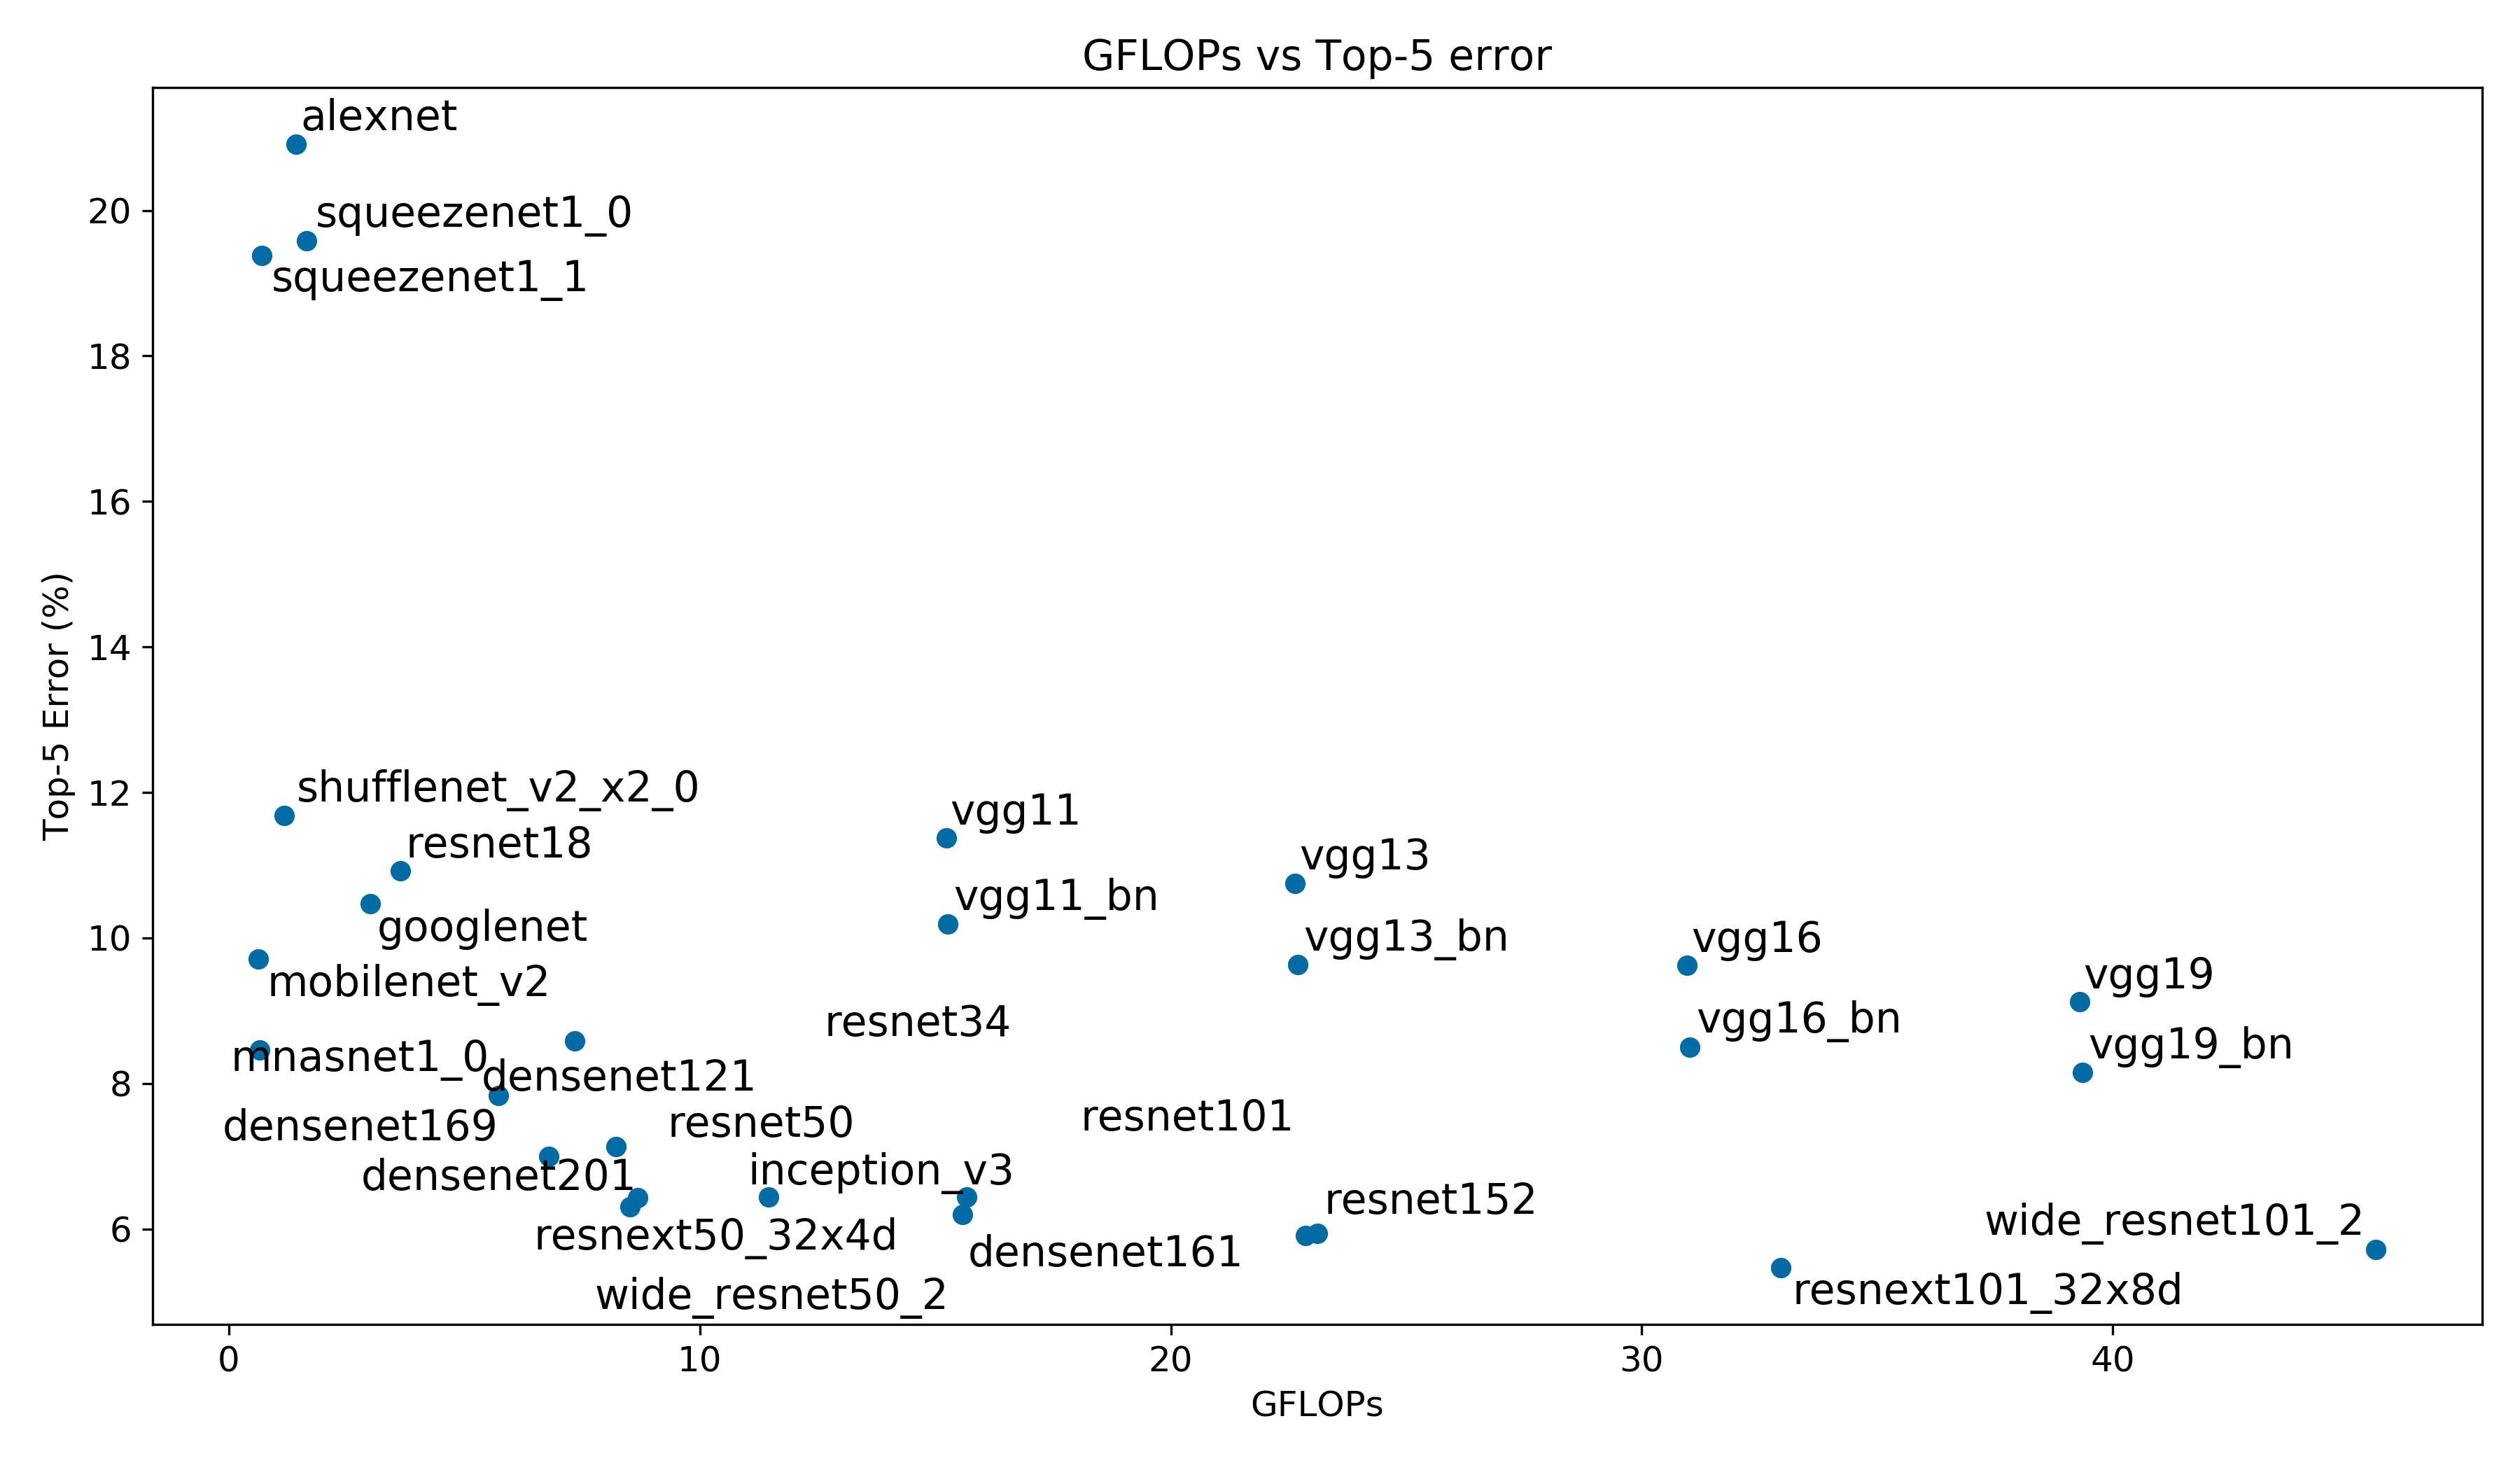 GFLOPs vs Top-5 error
alexnet
20
squeezenet1_0
squeezenet1_1
18
16
14
Top-5 Error (%)
12
shufflenet_v2_x2_0
vgg11
resnet18
vgg13
vgg11_bn
googlenet
10
vgg13_bn
vgg16
mobilenet_v2
vgg19
resnet34
vgg16_bn
mnasnet1_0
vgg19_bn
8
densenet121
densenet169
resnet50
resnet101
densenet201
inception_v3
resnet152
6
resnext50_32x4d
wide_resnet101_2
densenet161
wide_resnet50_2
resnext101_32x8d
0 10 20 30 40
GFLOPs